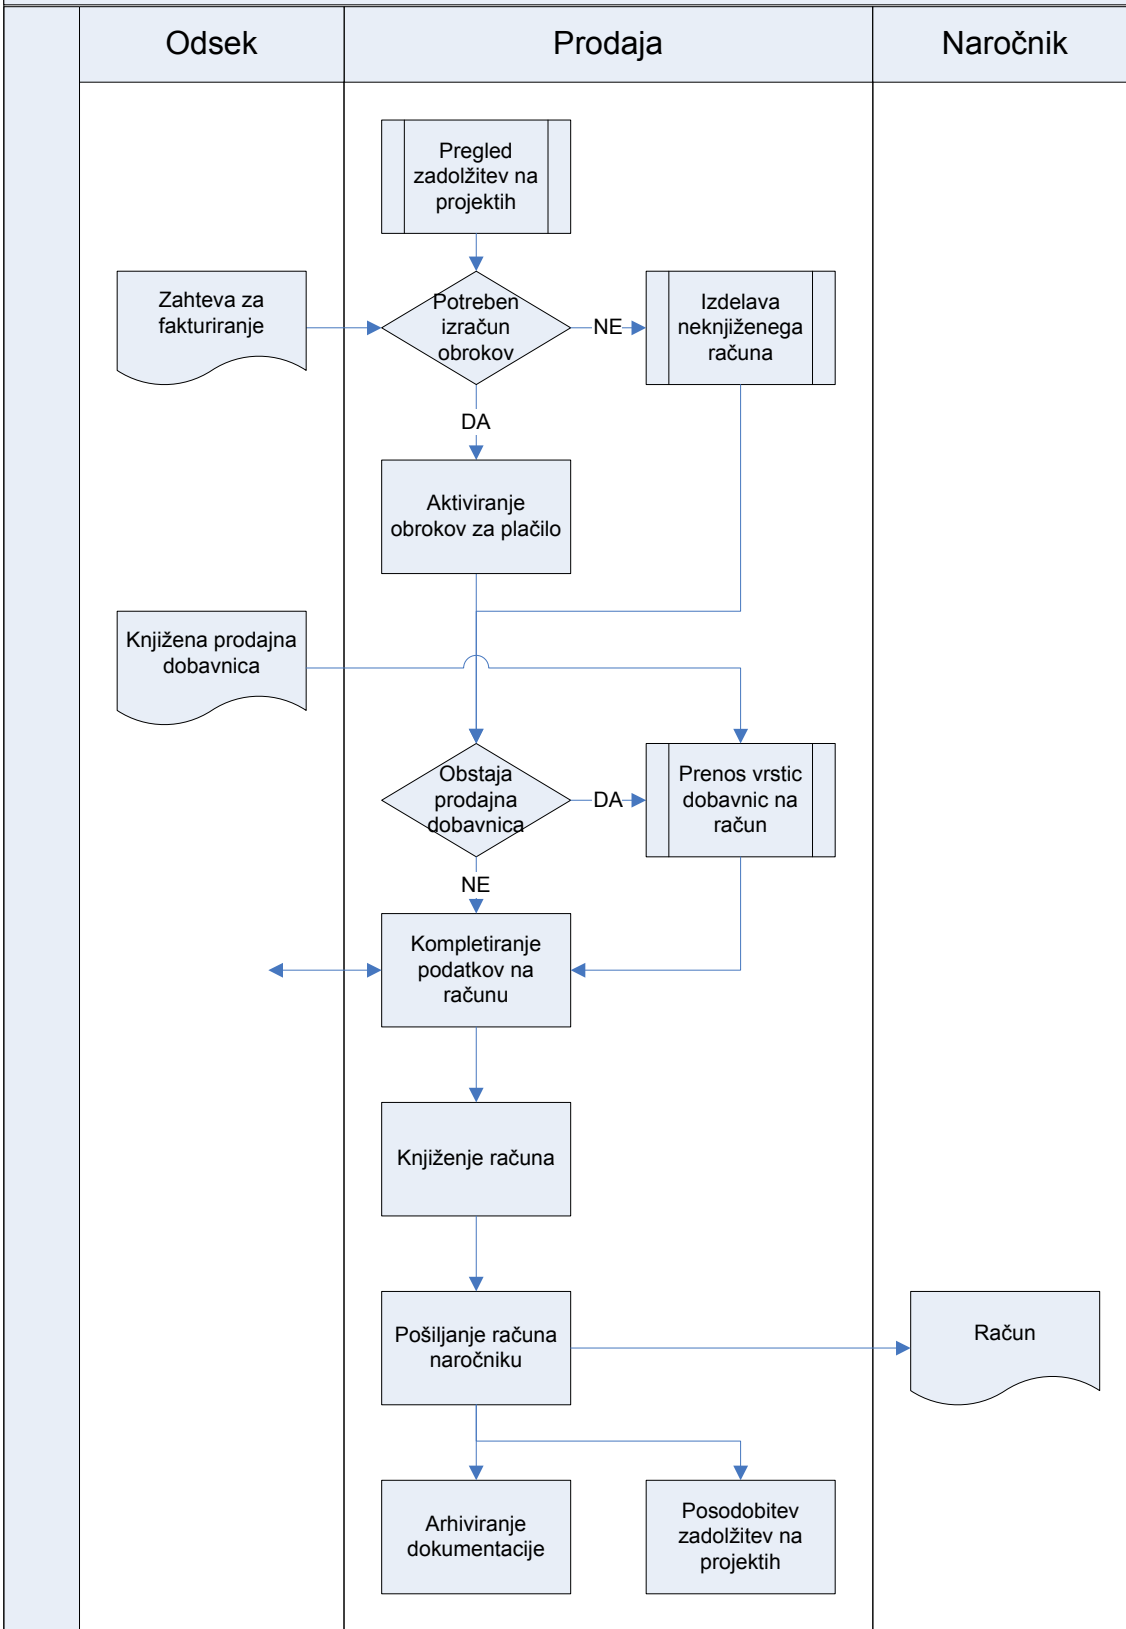 Odsek
Prodaja
Naročnik
Pregled
zadolžitev na
projektih
Zahteva za
fakturiranje
Potreben
izračun
obrokov
NE
Izdelava
neknjiženega
računa
DA
Aktiviranje
obrokov za plačilo
Knjižena prodajna
dobavnica
Obstaja
prodajna
dobavnica
DA
Prenos vrstic
dobavnic na
račun
NE
Kompletiranje
podatkov na
računu
Knjiženje računa
Pošiljanje računa
naročniku
Račun
Arhiviranje
dokumentacije
Posodobitev
zadolžitev na
projektih